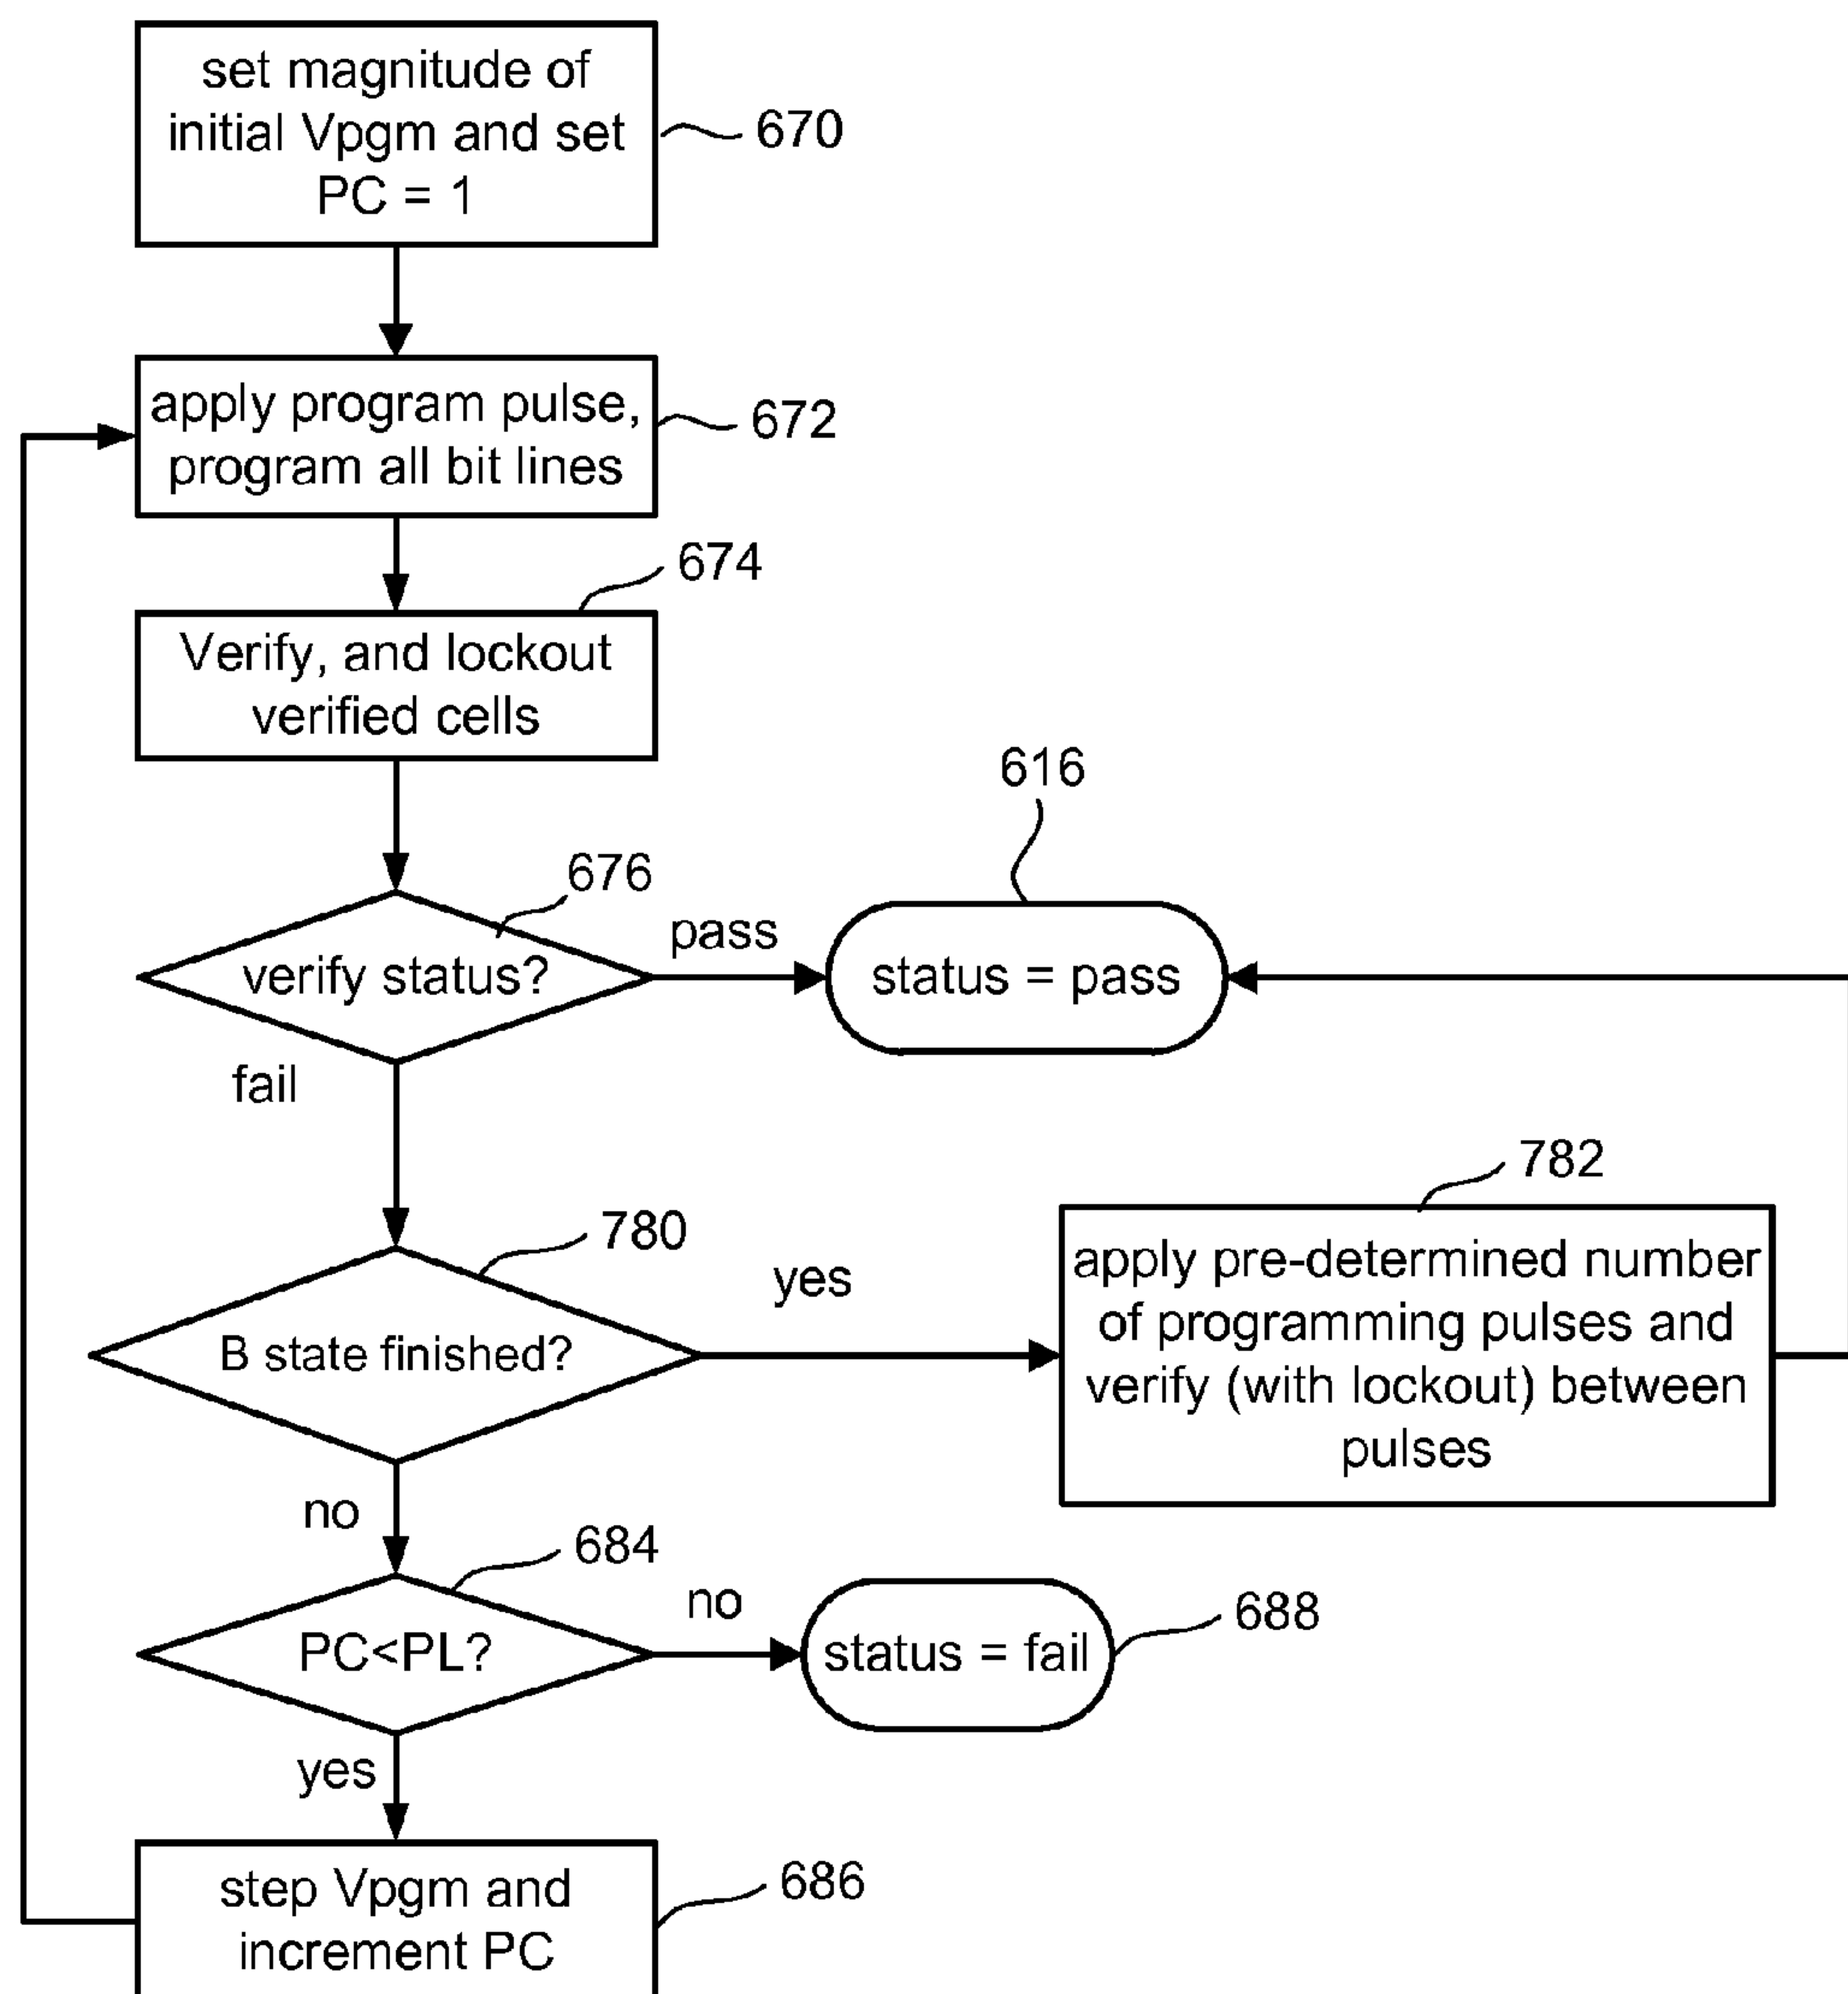 set magnitude of
initial Vpgm and set
PC = 1
670
apply program pulse,
program all bit lines
672
674
Verify, and lockout
verified cells
616
676
pass
verify status?
status = pass
fail
782
780
yes
apply pre-determined number
of programming pulses and
verify (with lockout) between
pulses
B state finished?
no
684
no
688
PC<PL?
status = fail
yes
step Vpgm and
increment PC
686